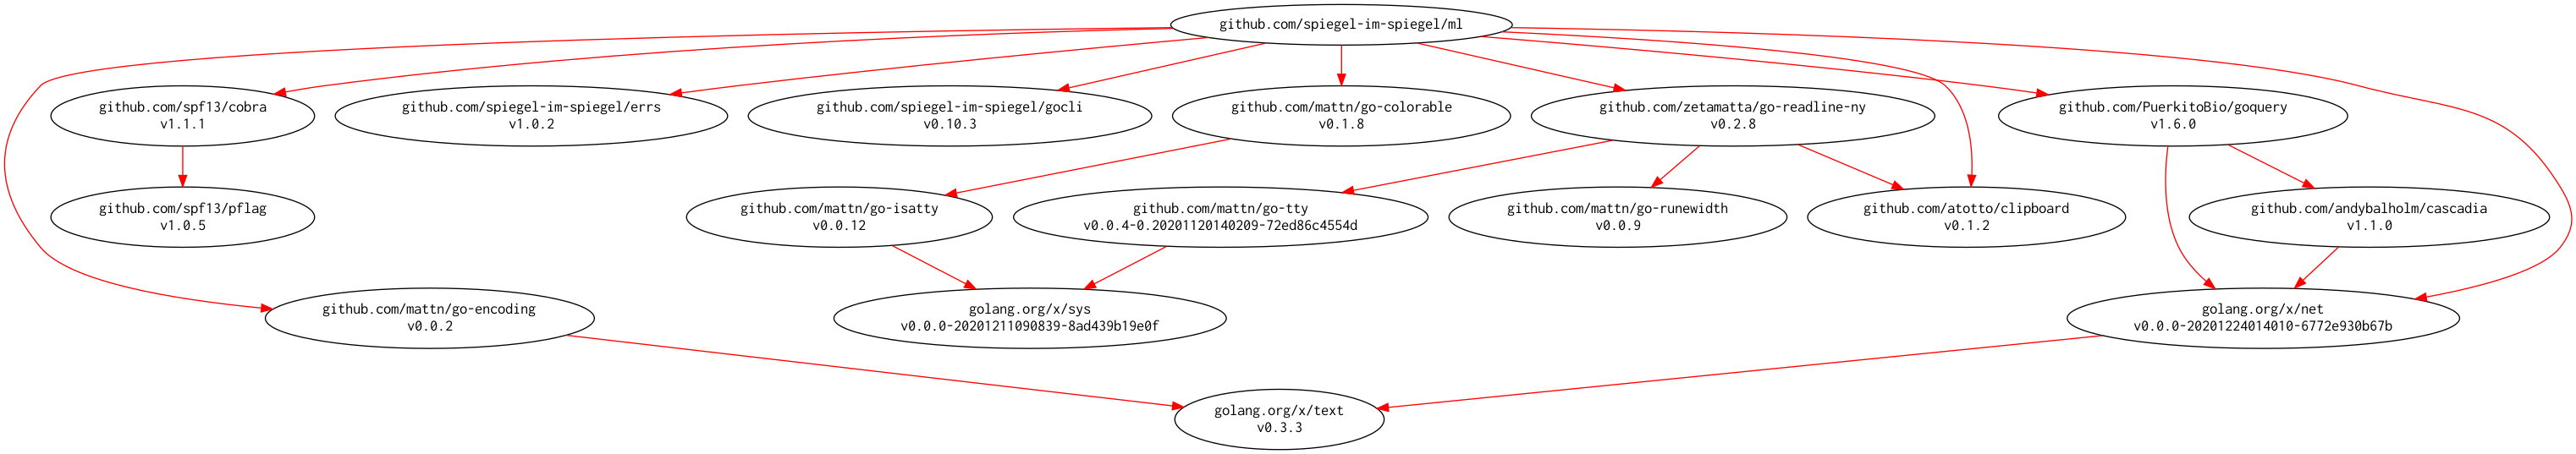 github.com/spiegel-im-spiegel/ml
github.com/spf13/cobra
v1.1.1
github.com/spiegel-im-spiegel/errs
v1.0.2
github.com/spiegel-im-spiegel/gocli
v0.10.3
github.com/mattn/go-colorable
v0.1.8
github.com/zetamatta/go-readline-ny
v0.2.8
github.com/PuerkitoBio/goquery
v1.6.0
github.com/spf13/pflag
v1.0.5
github.com/mattn/go-isatty
v0.0.12
github.com/mattn/go-tty
v0.0.4-0.20201120140209-72ed86c4554d
github.com/mattn/go-runewidth
v0.0.9
github.com/atotto/clipboard
v0.1.2
github.com/andybalholm/cascadia
v1.1.0
github.com/mattn/go-encoding
v0.0.2
golang.org/x/sys
v0.0.0-20201211090839-8ad439b19e0f
golang.org/x/net
v0.0.0-20201224014010-6772e930b67b
golang.org/x/text
v0.3.3